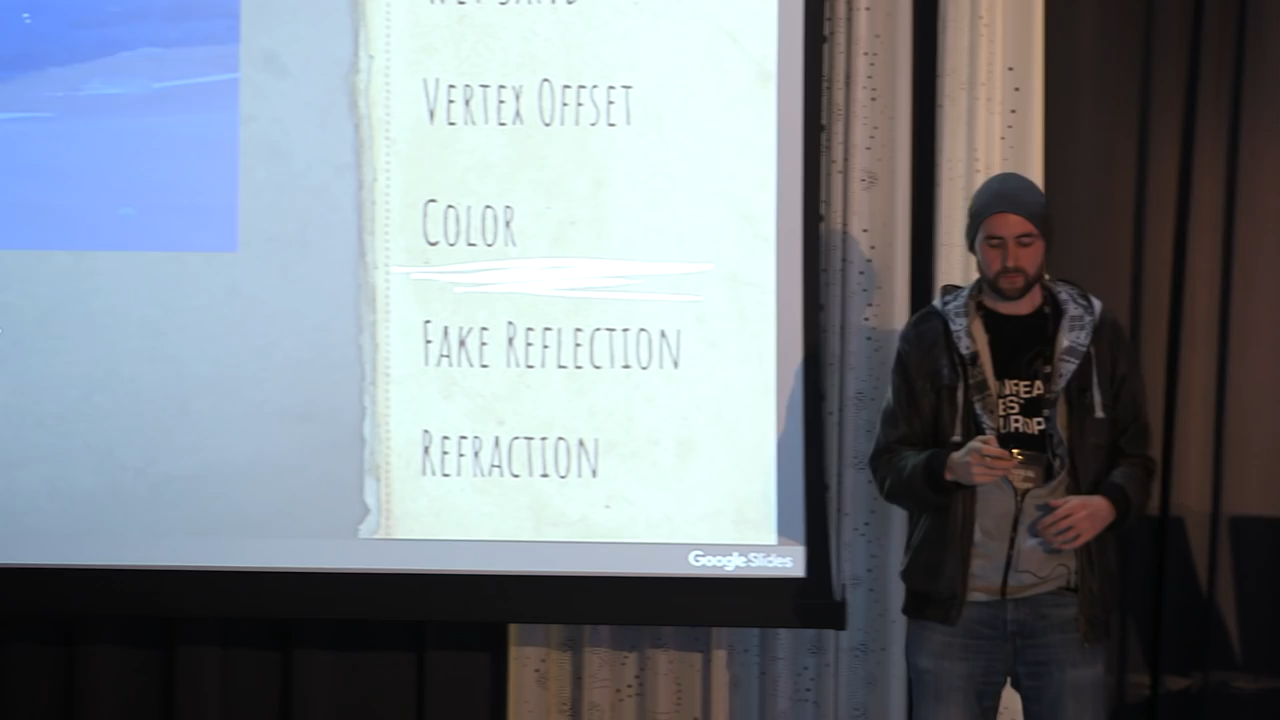 VERTEX OFFSET
COLOR
FAKE REFLECTION
REFRACTION
Google Slides